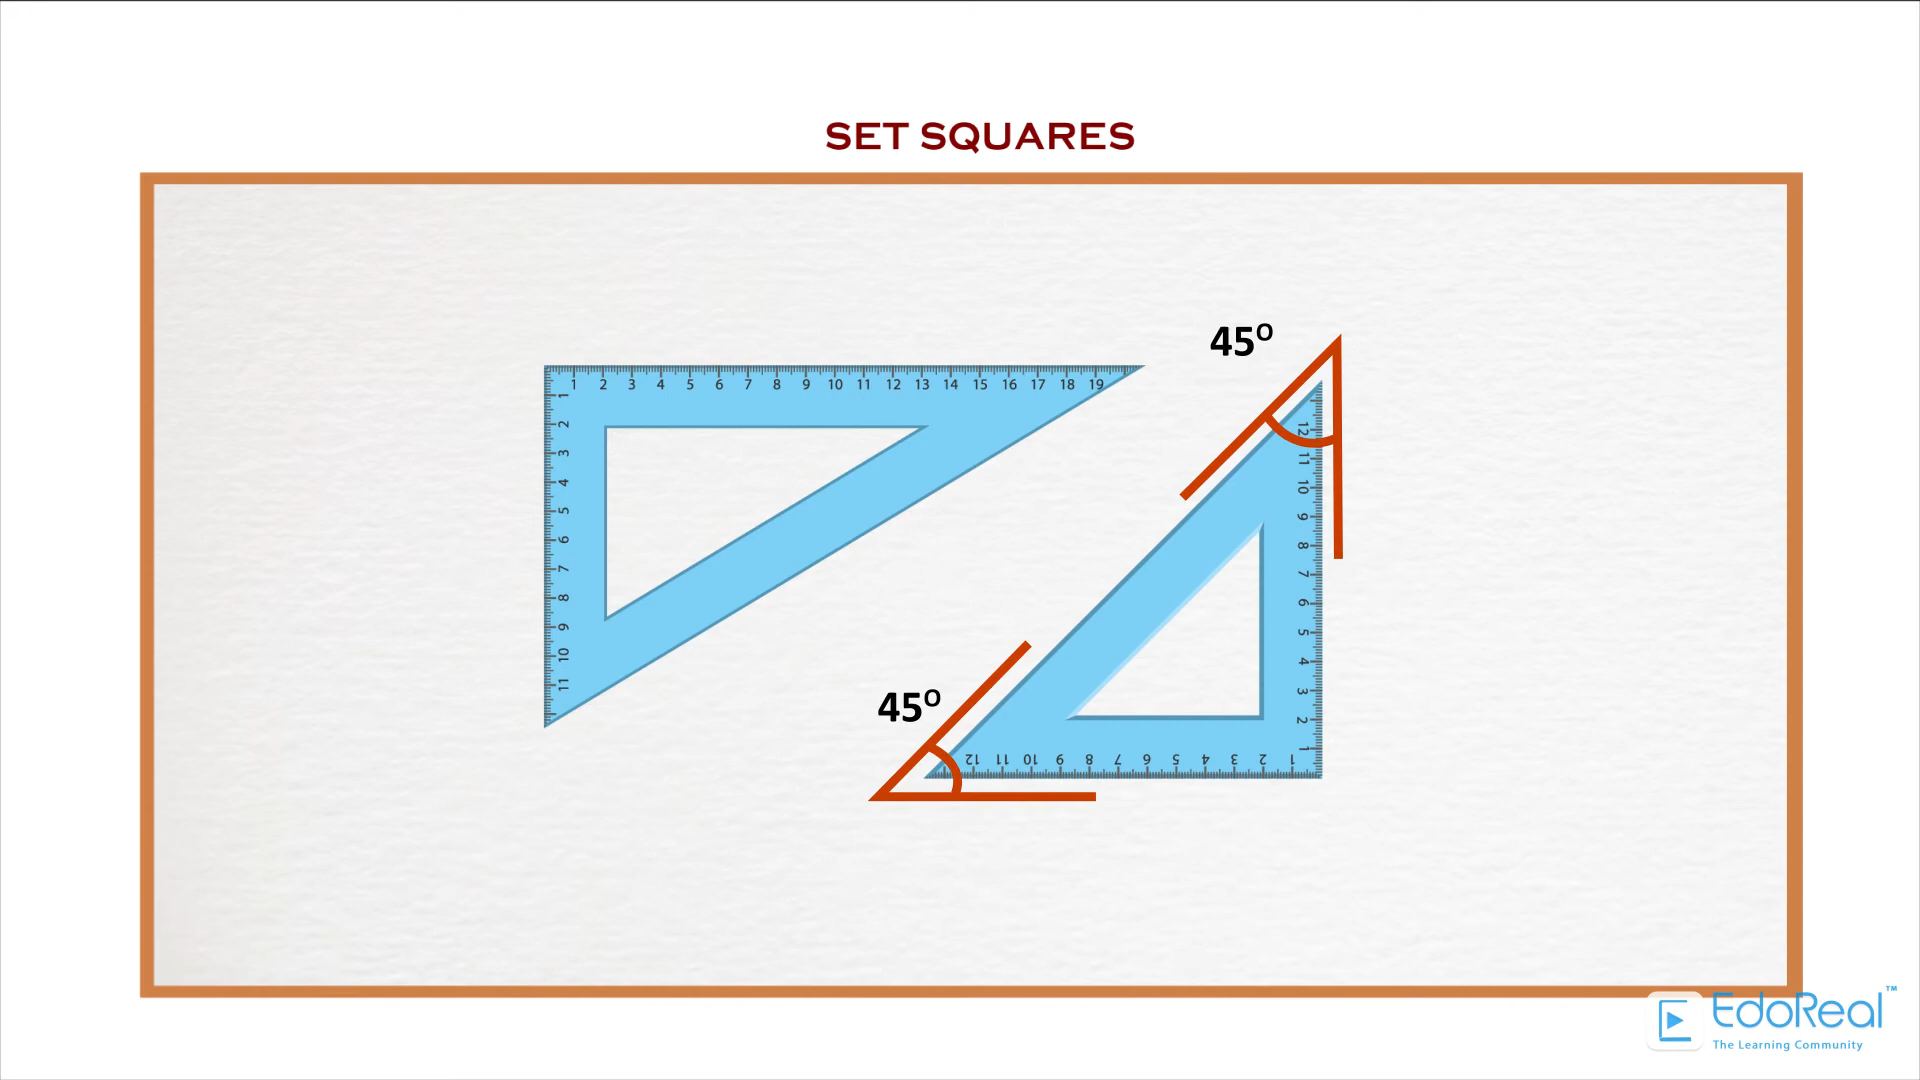 SET SQUARES
45O
1 2 3 4 5 6 7 8 9 10 11 12 13 14 15 16 17 18 19
1 2 3 4 5 6 7 8 9 10 11
12 11 10 9 8 7 6 5 4 3 2 1
45O
12 11 10 9 8 7 6 5 4 3 2 1
EdoReal™
The Learning Community